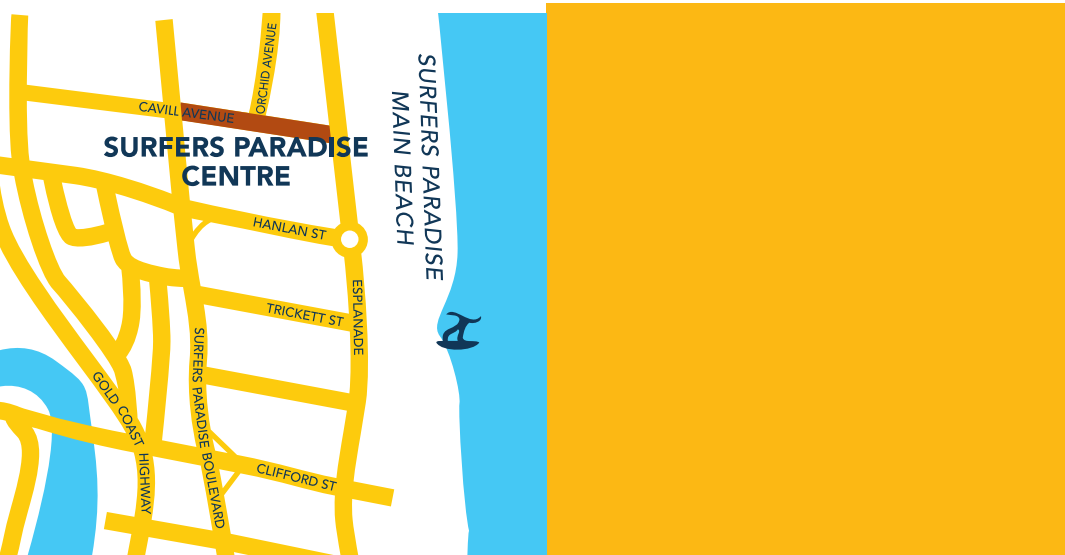 ORCHID AVENUE
CAVILL AVENUE
SURFERS PARADISE
CENTRE
SURFERS PARADISE
MAIN BEACH
HANLAN ST
ESPLANADE
TRICKETT ST
SURFERS PARADISE BOULEVARD
GOLD COAST HIGHWAY
CLIFFORD ST